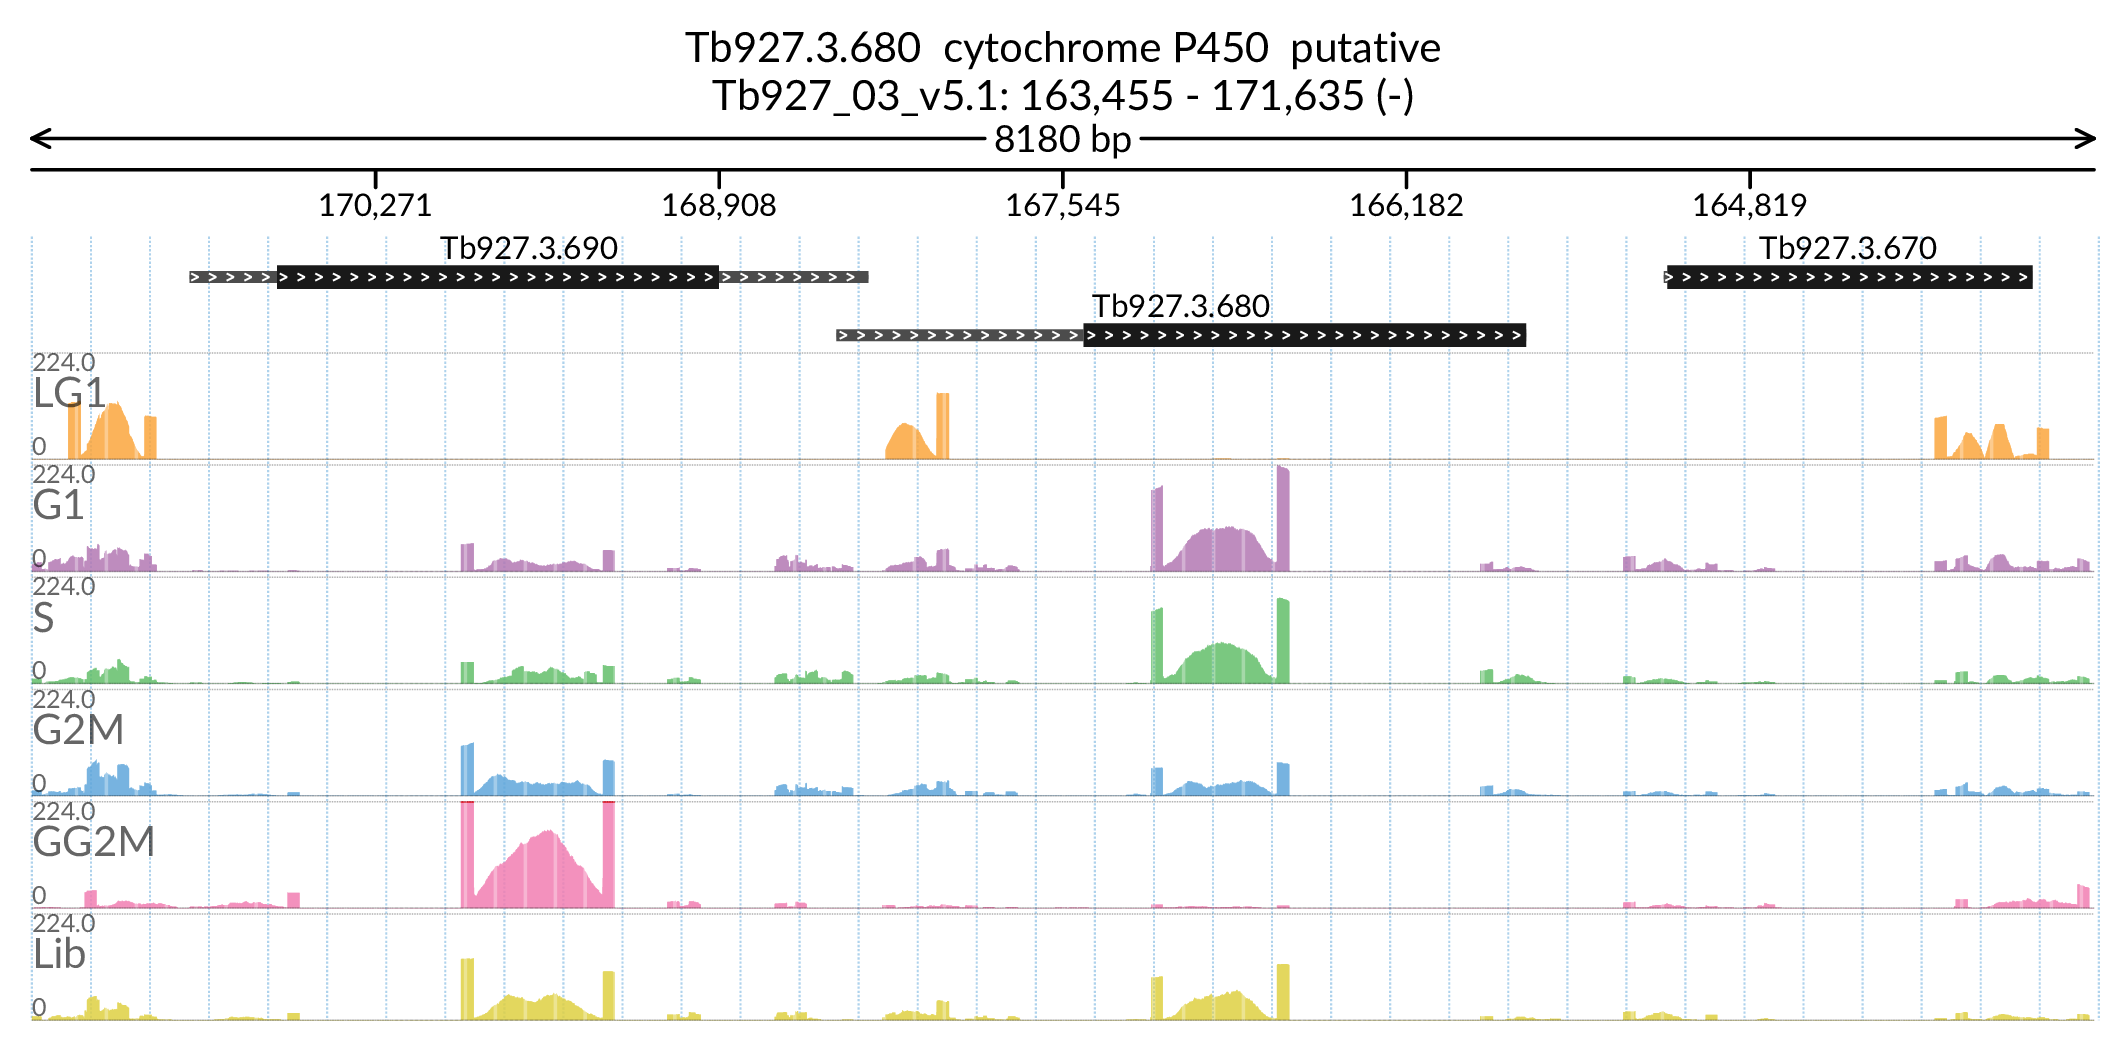 Tb927.3.680 cytochrome P450 putative
Tb927_03_v5.1: 163,455 - 171,635 (-)
8180 bp
170,271 168,908 167,545 166,182 164,819
Tb927.3.690 Tb927.3.670
Tb927.3.680
224.0
LG1
0
224.0
G1
0
224.0
S
0
224.0
G2M
0
224.0
GG2M
0
224.0
Lib
0